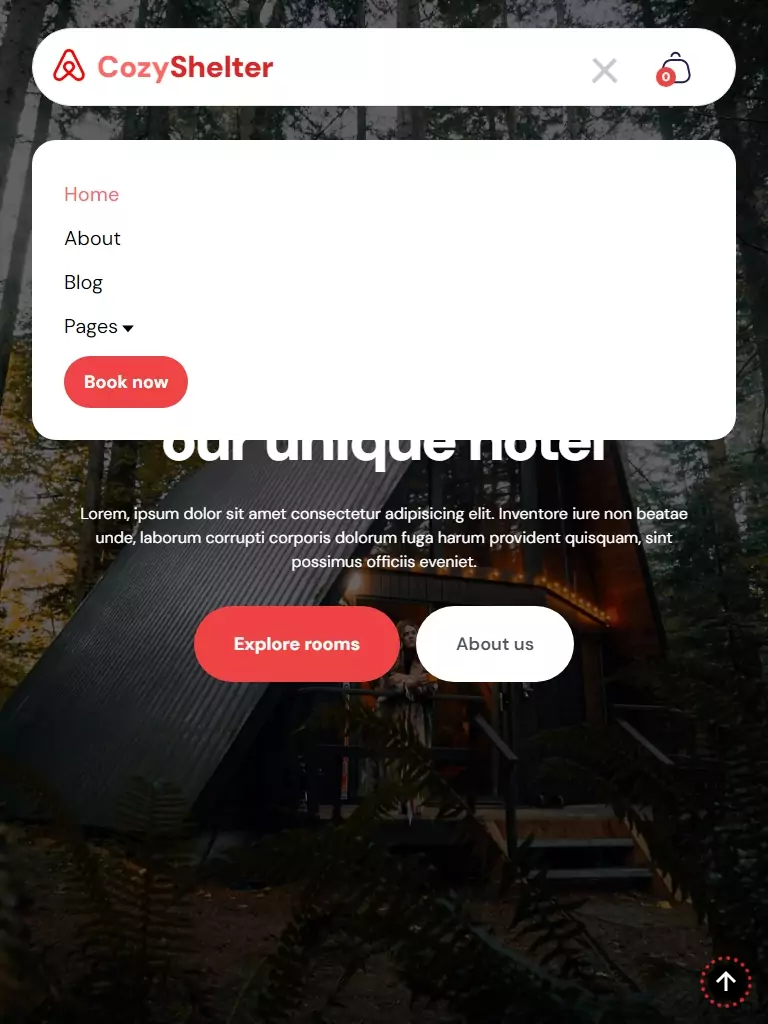 CozyShelter
0
Home
About
Blog
Pages
Book now
our unique hotel
Lorem, ipsum dolor sit amet consectetur adipisicing elit. Inventore iure non beatae
unde, laborum corrupti corporis dolorum fuga harum provident quisquam, sint
possimus officiis eveniet.
Explore rooms
About us